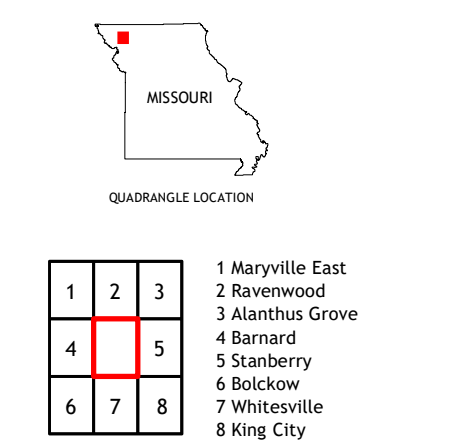 MISSOURI
QUADRANGLE LOCATION
1 2 3
4 5
6 7 8
1 Maryville East
2 Ravenwood
3 Alanthus Grove
4 Barnard
5 Stanberry
6 Bolckow
7 Whitesville
8 King City